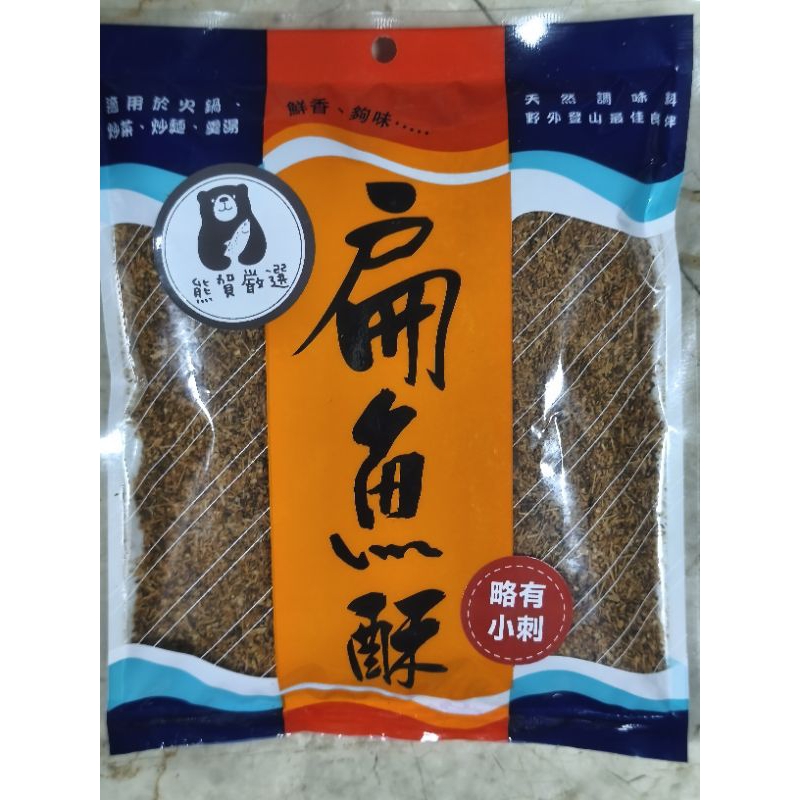 適用於火鍋、
炒菜、炒麵、煲湯
鮮香、夠味.....
天然調味料
野外登山最佳良伴
熊賀嚴選
扁魚酥
略有
小刺